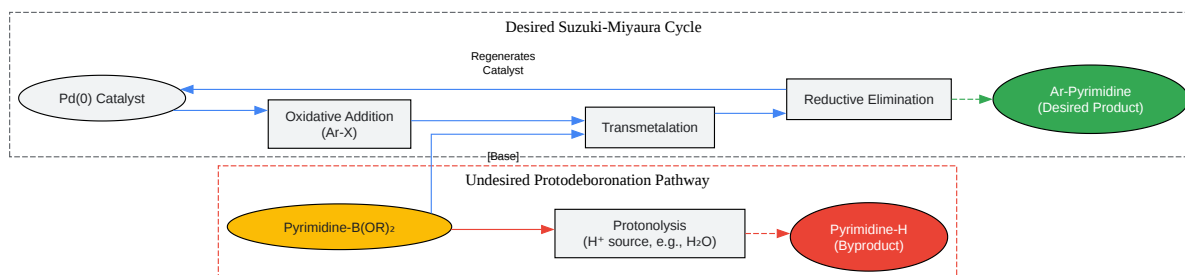 Desired Suzuki-Miyaura Cycle
Regenerates
Catalyst
Pd(0) Catalyst
Oxidative Addition
(Ar-X)
Transmetalation
Reductive Elimination
Ar-Pyrimidine
(Desired Product)
[Base]
Undesired Protodeboronation Pathway
Pyrimidine-B(OR)₂
Protonolysis
(H⁺ source, e.g., H₂O)
Pyrimidine-H
(Byproduct)